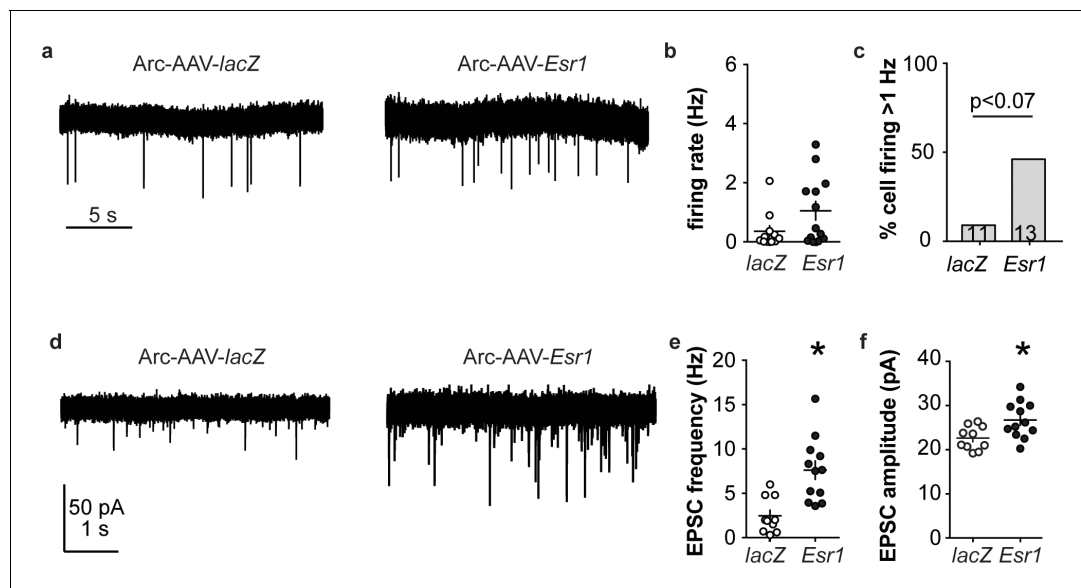 a
Arc-AAV-lacZ
Arc-AAV-Esr1
5 s
b
firing rate (Hz)
6
4
2
0
lacZ Esr1
c
% cell firing >1 Hz
100
50
0
p<0.07
11 13
lacZ Esr1
d
Arc-AAV-lacZ
Arc-AAV-Esr1
50 pA
1 s
e
EPSC frequency (Hz)
20
15
10
5
0
*
lacZ Esr1
f
EPSC amplitude (pA)
40
30
20
10
0
*
lacZ Esr1